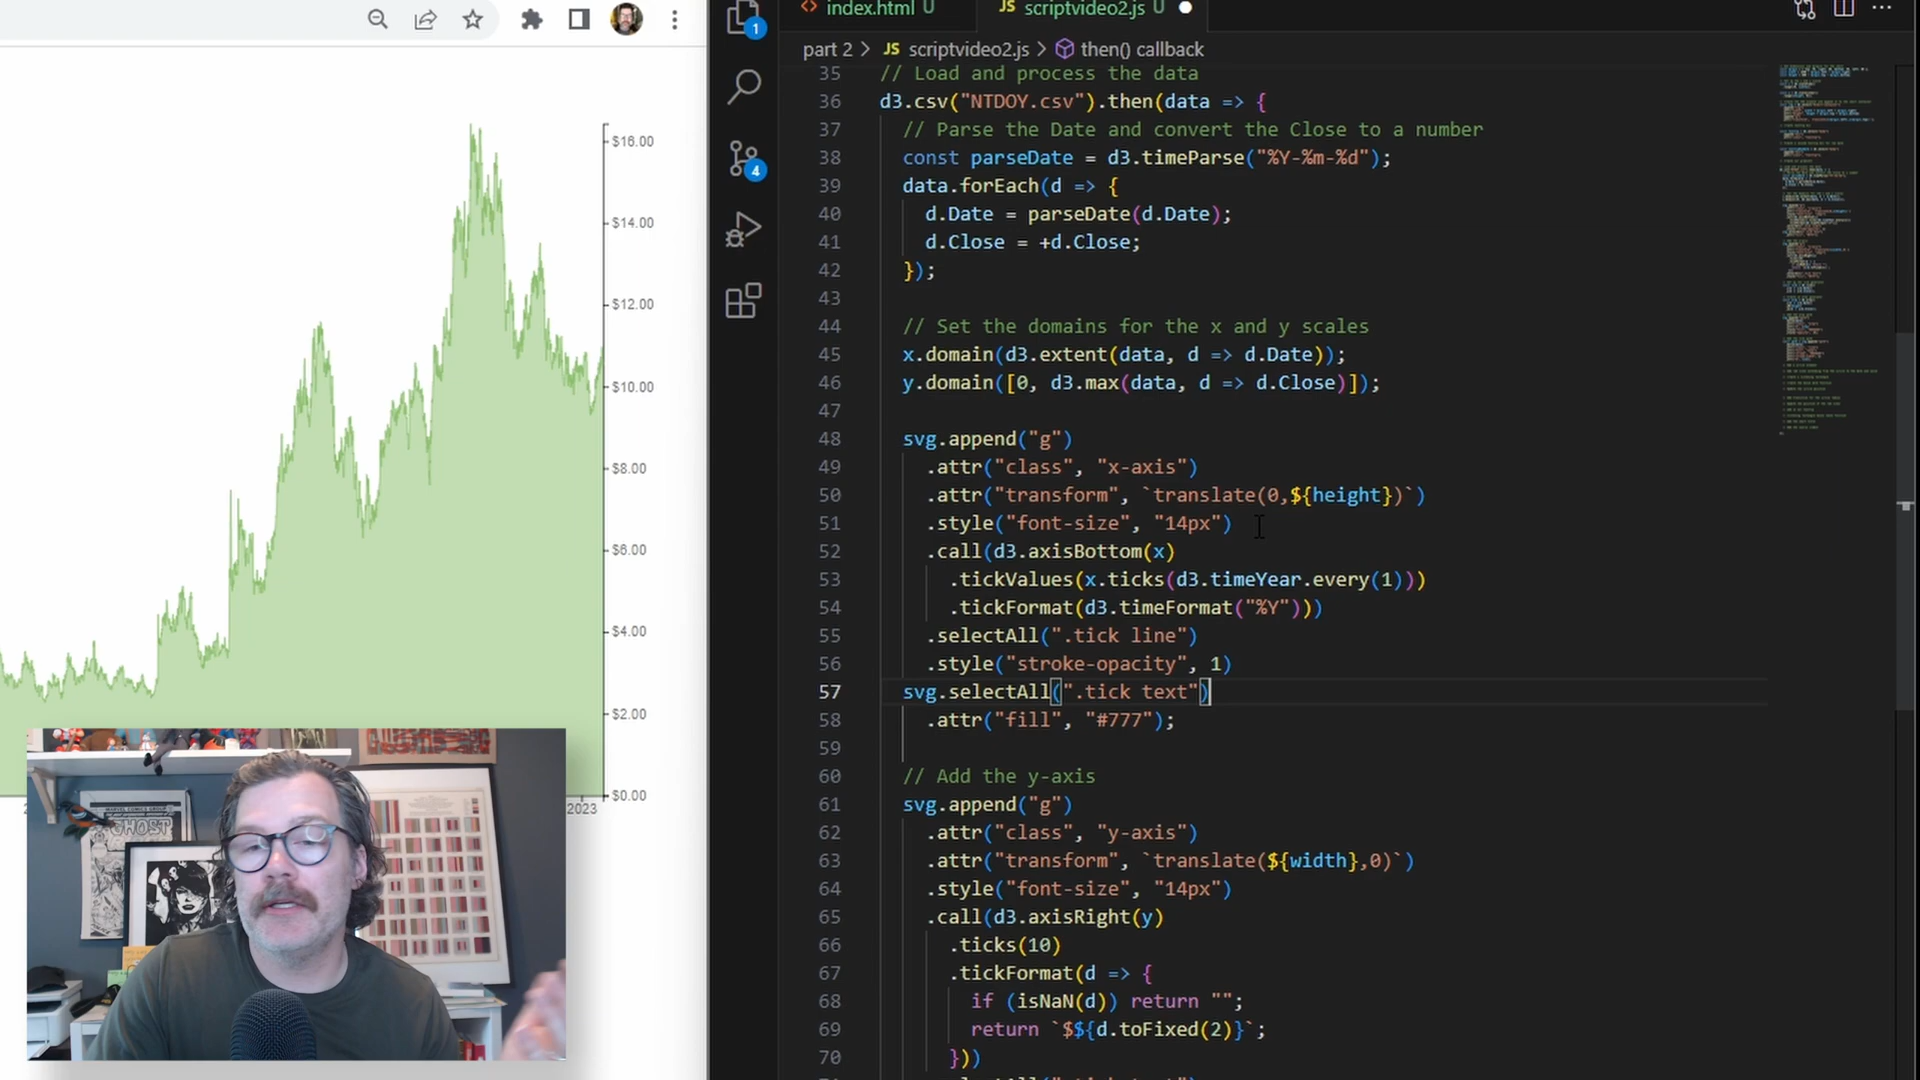 index.html U
JS scriptvideo2.js U
part 2 > JS scriptvideo2.js > then() callback
1
4
35 // Load and process the data
36 d3.csv("NTDOY.csv").then(data => {
37 // Parse the Date and convert the Close to a number
38 const parseDate = d3.timeParse("%Y-%m-%d");
39 data.forEach(d => {
40 d.Date = parseDate(d.Date);
41 d.Close = +d.Close;
42 });
43
44 // Set the domains for the x and y scales
45 x.domain(d3.extent(data, d => d.Date));
46 y.domain([0, d3.max(data, d => d.Close)]);
47
48 svg.append("g")
49 .attr("class", "x-axis")
50 .attr("transform", `translate(0,${height})`)
51 .style("font-size", "14px")
52 .call(d3.axisBottom(x)
53 .tickValues(x.ticks(d3.timeYear.every(1)))
54 .tickFormat(d3.timeFormat("%Y")))
55 .selectAll(".tick line")
56 .style("stroke-opacity", 1)
57 svg.selectAll(".tick text")
58 .attr("fill", "#777");
59
60 // Add the y-axis
61 svg.append("g")
62 .attr("class", "y-axis")
63 .attr("transform", `translate(${width},0)`)
64 .style("font-size", "14px")
65 .call(d3.axisRight(y)
66 .ticks(10)
67 .tickFormat(d => {
68 if (isNaN(d)) return "";
69 return `$${d.toFixed(2)}`;
70 }))
$16.00
$14.00
$12.00
$10.00
$8.00
$6.00
$4.00
$2.00
$0.00
2023
GHOST